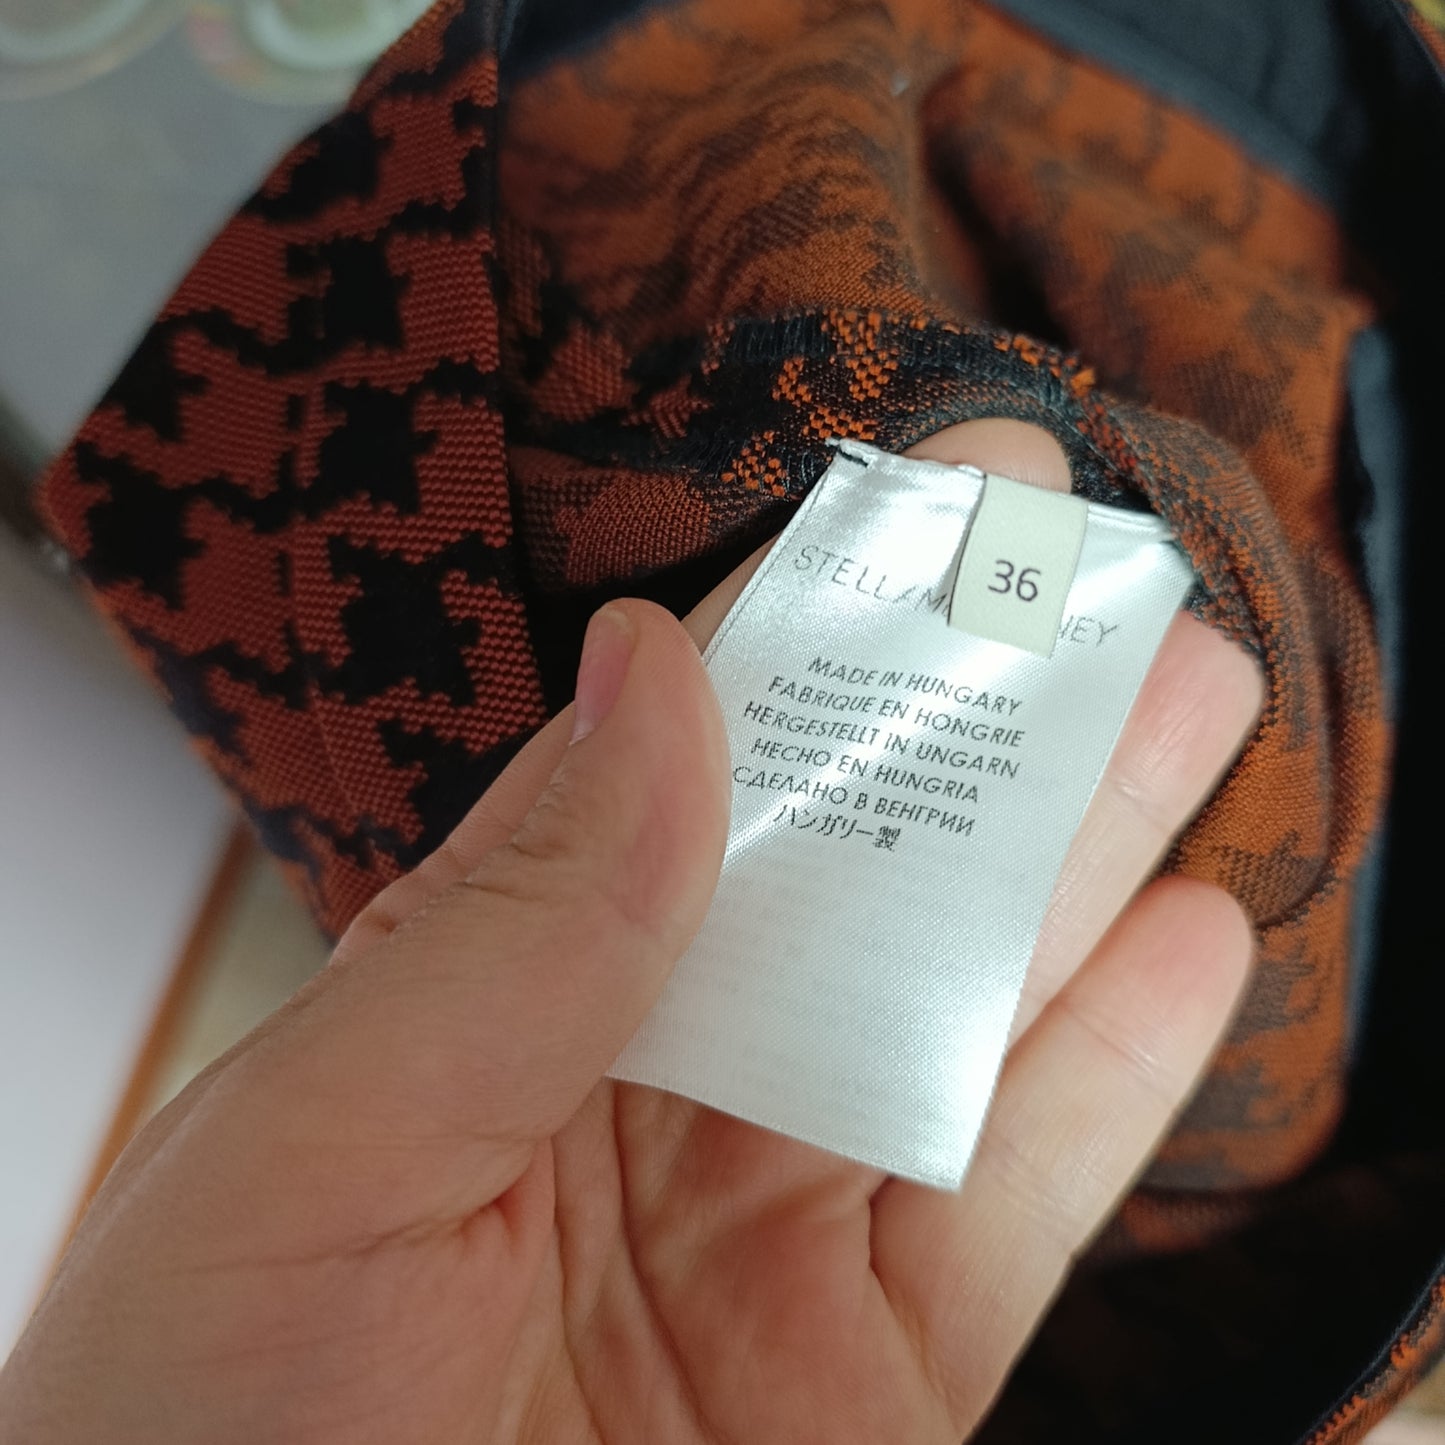 36
STELLA McCARTNEY
MADE IN HUNGARY
FABRIQUE EN HONGRIE
HERGESTELLT IN UNGARN
HECHO EN HUNGRIA
СДЕЛАНО В ВЕНГРИИ
ハンガリー製